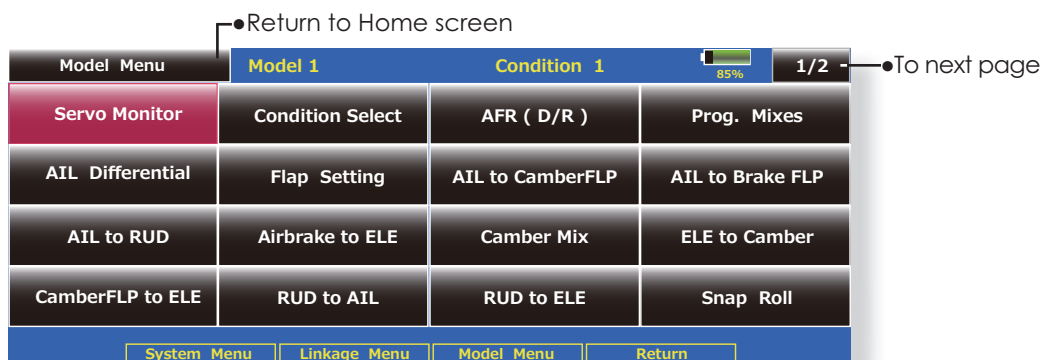 ●Return to Home screen
Model Menu Model 1 Condition 1 85% 1/2 ●To next page
Servo Monitor Condition Select AFR ( D/R ) Prog. Mixes
AIL Differential Flap Setting AIL to CamberFLP AIL to Brake FLP
AIL to RUD Airbrake to ELE Camber Mix ELE to Camber
CamberFLP to ELE RUD to AIL RUD to ELE Snap Roll
System Menu Linkage Menu Model Menu Return